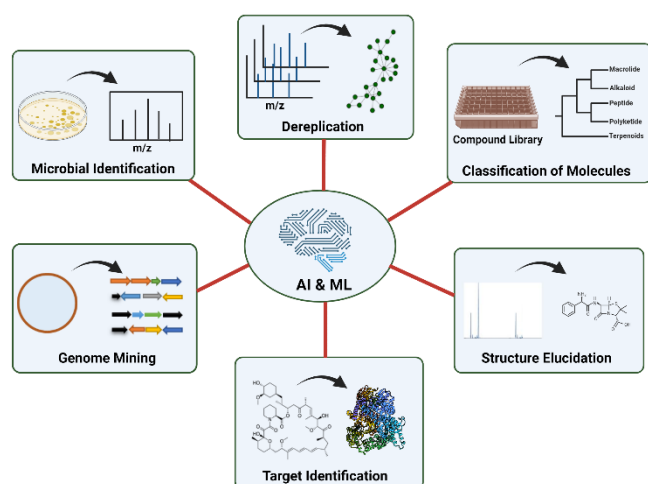 m/z
Microbial Identification
m/z
Dereplication
Compound Library
Macrolide
Alkaloid
Peptide
Polyketide
Terpenoids
Classification of Molecules
AI & ML
Genome Mining
Target Identification
Structure Elucidation